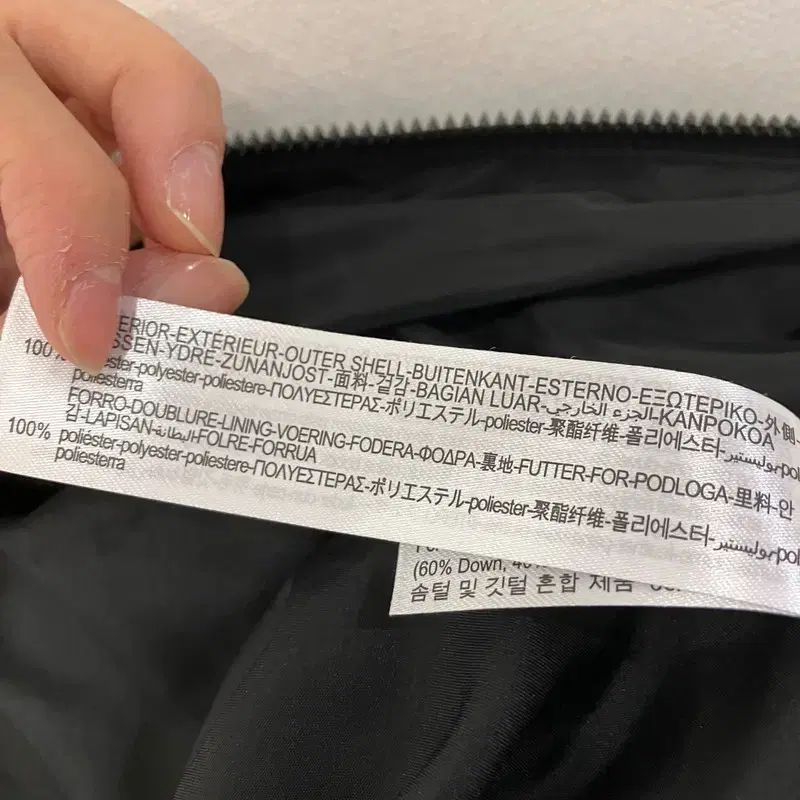 ERIOR-EXTÉRIEUR-OUTER SHELL-BUITENKANT-ESTERNO-ΕΞΩΤΕΡΙΚΟ-外側-
SSEN-YDRE-ZUNANJOST-面料-겉감-BAGIAN LUAR-الجزء الخارجي-KANPOKOA
100% polyester-poliestere-ΠΟΛΥΕΣΤΕΡΑΣ-ポリエステル-poliester-聚酯纤维-폴리에스터-بوليستير
poliesterra
FORRO-DOUBLURE-LINING-VOERING-FODERA-ΦΟΔΡΑ-裏地-FUTTER-FOR-PODLOGA-里料-안
감-LAPISAN-البطانة-FOLRE-FORRUA
100% poliéster-polyester-poliestere-ΠΟΛΥΕΣΤΕΡΑΣ-ポリエステル-poliester-聚酯纤维-폴리에스터-بوليستير
poliesterra
(60% Down,
솜털 및 깃털 혼합 제품